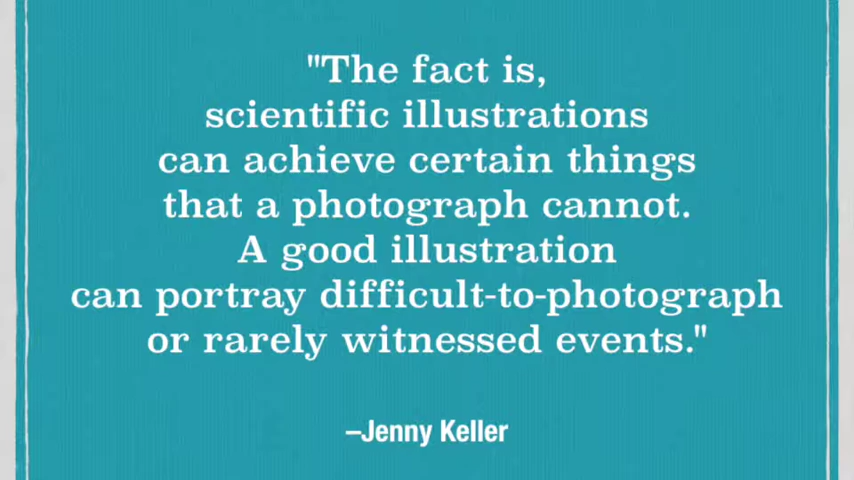 "The fact is,
scientific illustrations
can achieve certain things
that a photograph cannot.
A good illustration
can portray difficult-to-photograph
or rarely witnessed events."
–Jenny Keller